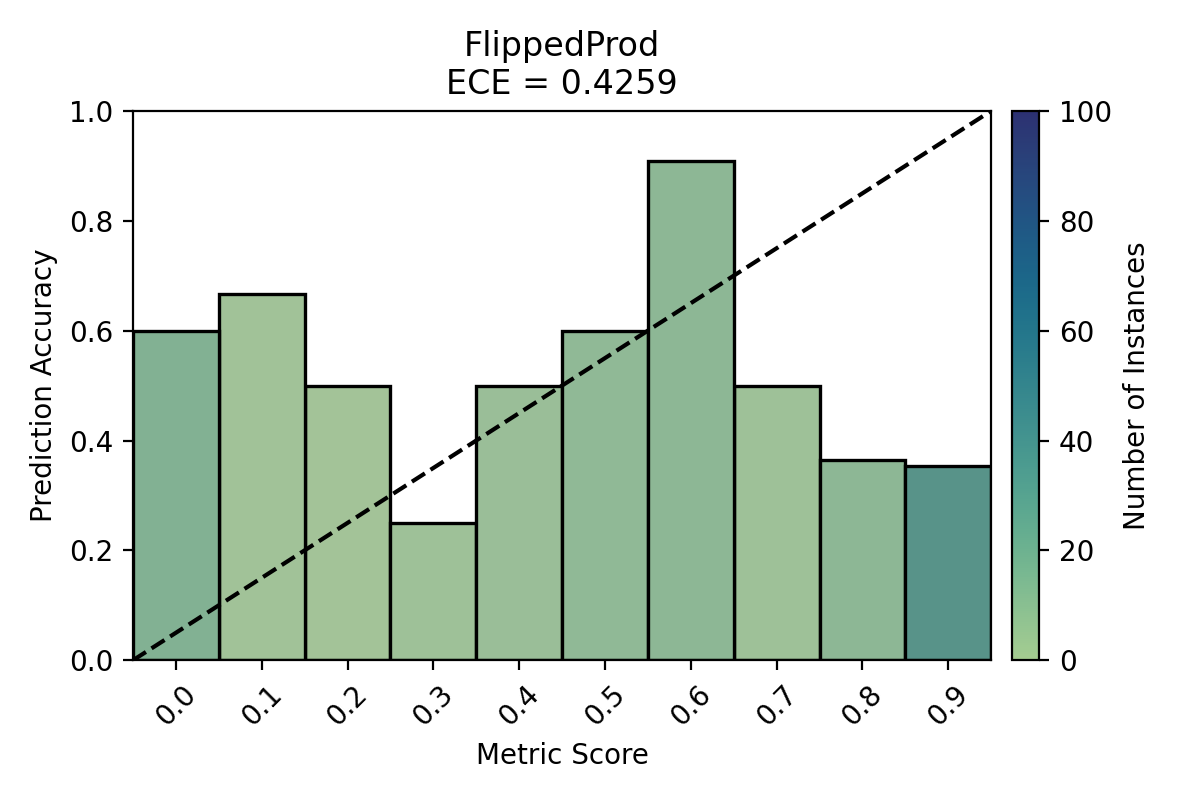 FlippedProd
ECE = 0.4259
Prediction Accuracy
1.0
0.8
0.6
0.4
0.2
0.0
0.0 0.1 0.2 0.3 0.4 0.5 0.6 0.7 0.8 0.9
Metric Score
100
80
60
40
20
0
Number of Instances